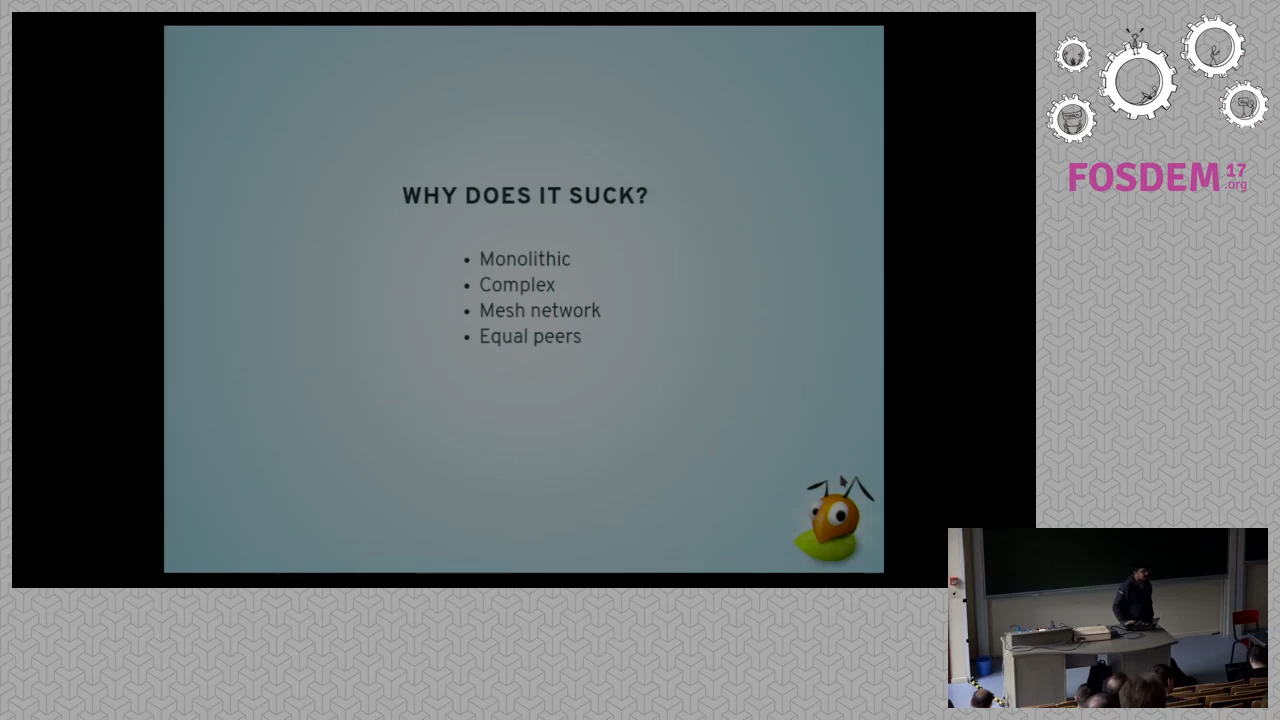 WHY DOES IT SUCK?
• Monolithic
• Complex
• Mesh network
• Equal peers
FOSDEM 17
.org